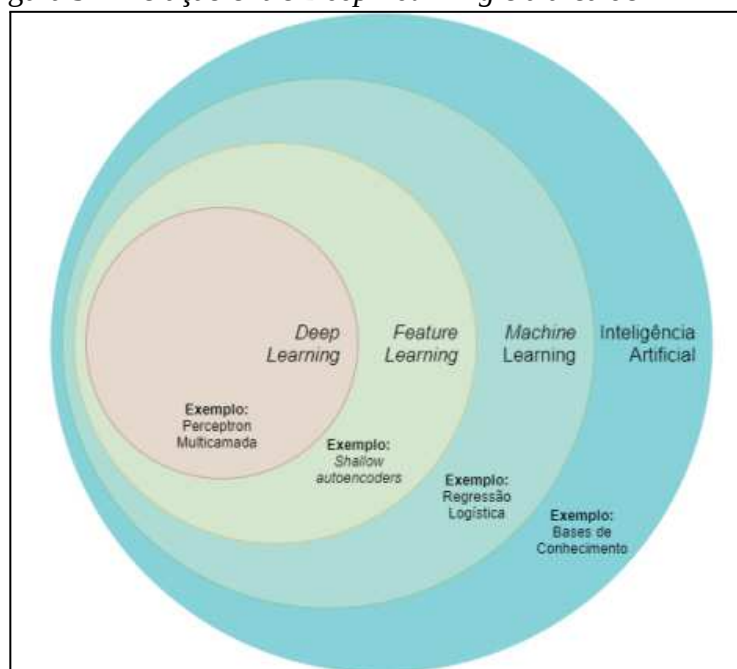 Deep
Learning
Feature
Learning
Machine
Learning
Inteligência
Artificial
Exemplo:
Perceptron
Multicamada
Exemplo:
Shallow
autoencoders
Exemplo:
Regressão
Logística
Exemplo:
Bases de
Conhecimento